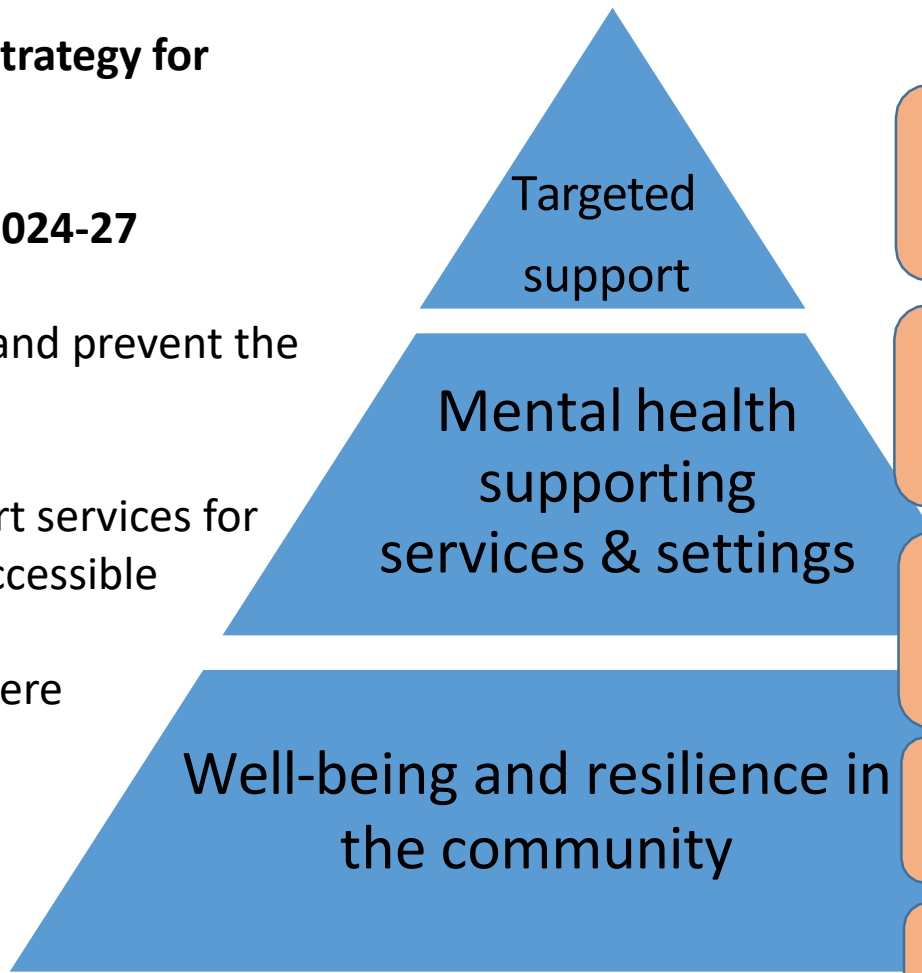 trategy for
024-27
and prevent the
rt services for
ccessible
ere
Targeted
support
Mental health
supporting
services & settings
Well-being and resilience in
the community